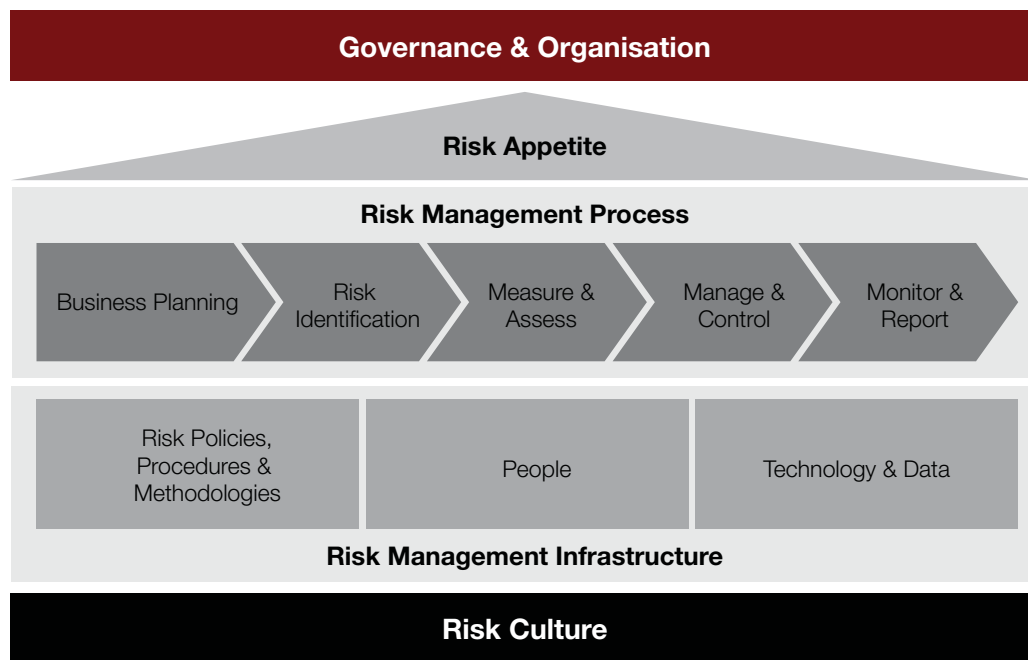 Governance & Organisation
Risk Appetite
Risk Management Process
Business Planning
Risk
Identification
Measure &
Assess
Manage &
Control
Monitor &
Report
Risk Policies,
Procedures &
Methodologies
People
Technology & Data
Risk Management Infrastructure
Risk Culture